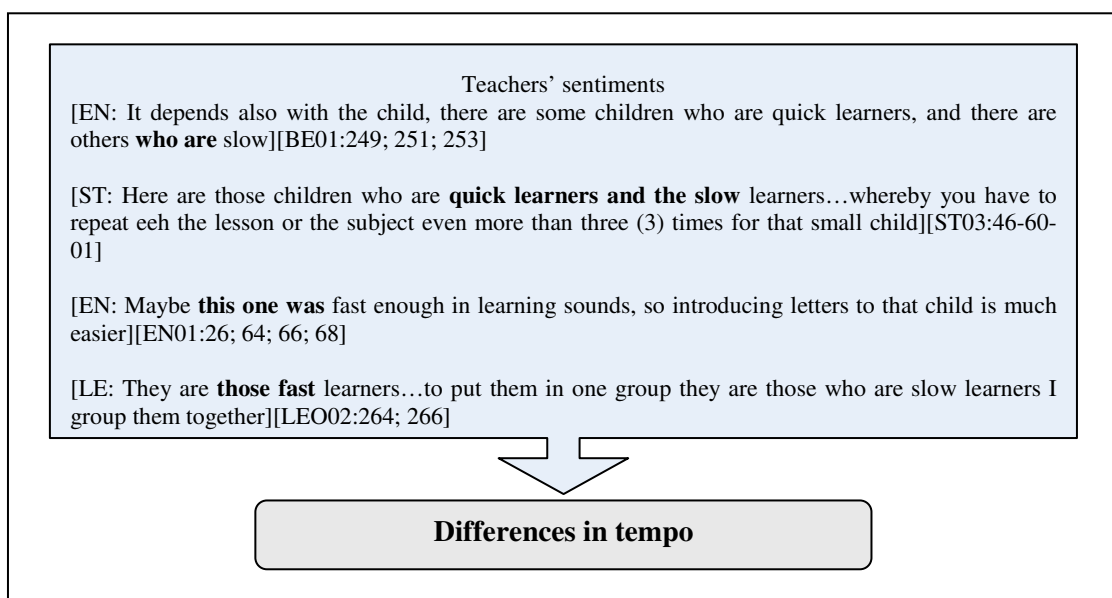 Teachers’ sentiments
[EN: It depends also with the child, there are some children who are quick learners, and there are
others who are slow][BE01:249; 251; 253]
[ST: Here are those children who are quick learners and the slow learners…whereby you have to
repeat eeh the lesson or the subject even more than three (3) times for that small child][ST03:46-60-
01]
[EN: Maybe this one was fast enough in learning sounds, so introducing letters to that child is much
easier][EN01:26; 64; 66; 68]
[LE: They are those fast learners…to put them in one group they are those who are slow learners I
group them together][LEO02:264; 266]
Differences in tempo